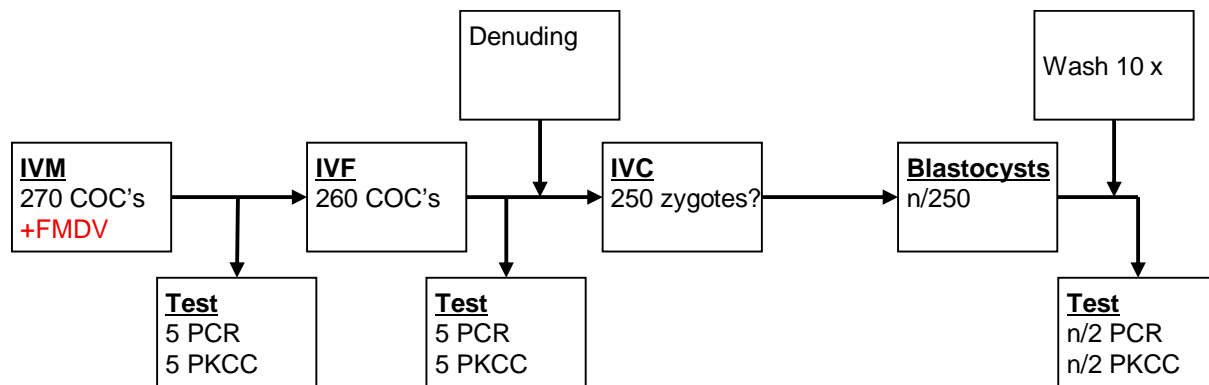 Denuding
Wash 10 x
IVM
270 COC's
+FMDV
IVF
260 COC's
IVC
250 zygotes?
Blastocysts
n/250
Test
5 PCR
5 PKCC
Test
5 PCR
5 PKCC
Test
n/2 PCR
n/2 PKCC